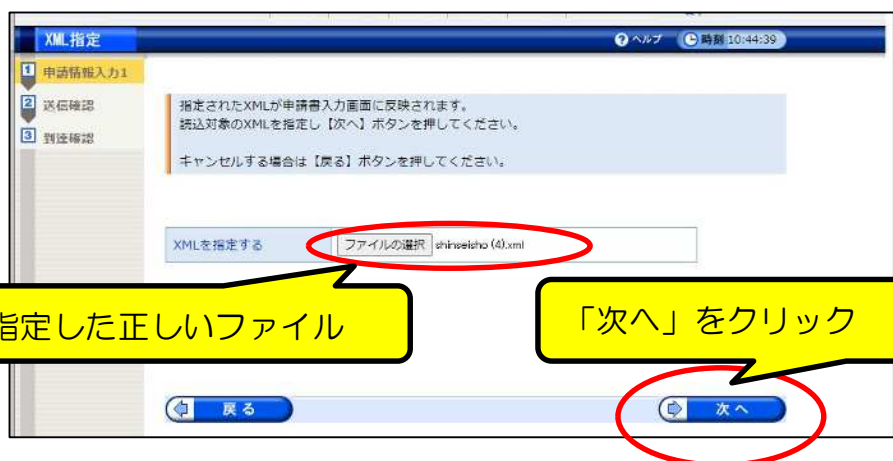 XML指定
ヘルプ
時刻 10:44:39
1 申請情報入力1
2 送信確認
3 到達確認
指定されたXMLが申請書入力画面に反映されます。
読込対象のXMLを指定し【次へ】ボタンを押してください。
キャンセルする場合は【戻る】ボタンを押してください。
XMLを指定する
ファイルの選択 shinseisho (4).xml
指定した正しいファイル
「次へ」をクリック
戻る
次へ